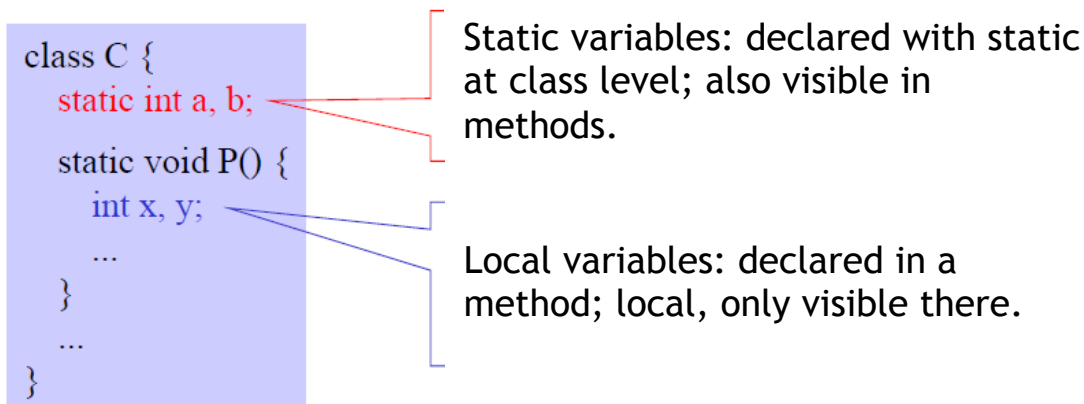 class C {
static int a, b;
static void P() {
int x, y;
...
}
...
}
Static variables: declared with static
at class level; also visible in
methods.
Local variables: declared in a
method; local, only visible there.